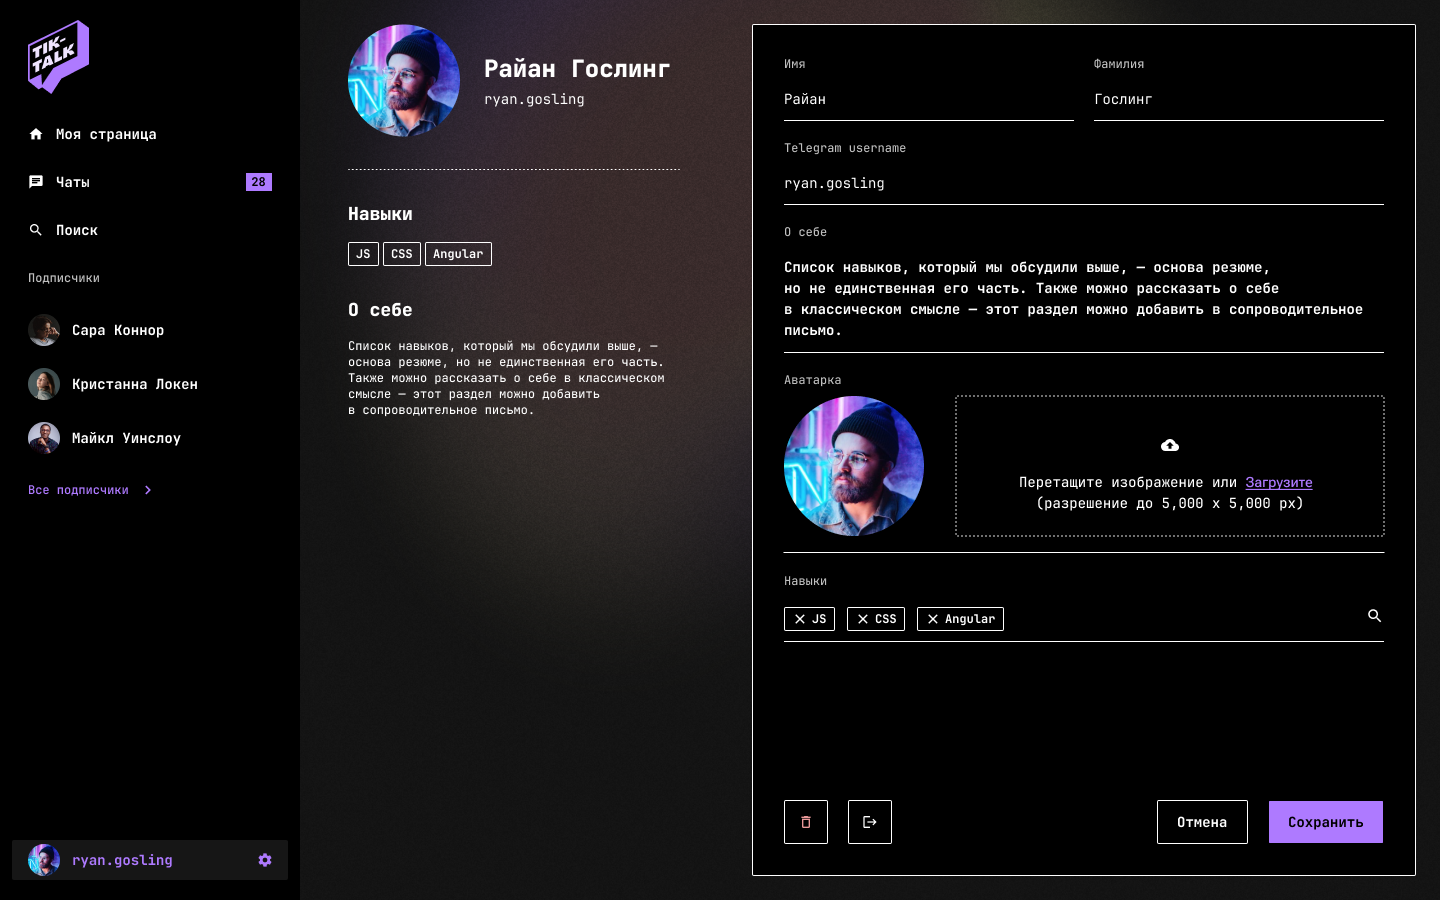 TIK-
TALK
Моя страница
Чаты
28
Поиск
Подписчики
Сара Коннор
Кристанна Локен
Майкл Уинслоу
Все подписчики
ryan.gosling
Райан Гослинг
ryan.gosling
Навыки
JS CSS Angular
О себе
Список навыков, который мы обсудили выше, —
основа резюме, но не единственная его часть.
Также можно рассказать о себе в классическом
смысле — этот раздел можно добавить
в сопроводительное письмо.
Имя
Райан
Фамилия
Гослинг
Telegram username
ryan.gosling
О себе
Список навыков, который мы обсудили выше, — основа резюме,
но не единственная его часть. Также можно рассказать о себе
в классическом смысле — этот раздел можно добавить в сопроводительное
письмо.
Аватарка
Перетащите изображение или Загрузите
(разрешение до 5,000 x 5,000 px)
Навыки
JS CSS Angular
Отмена
Сохранить